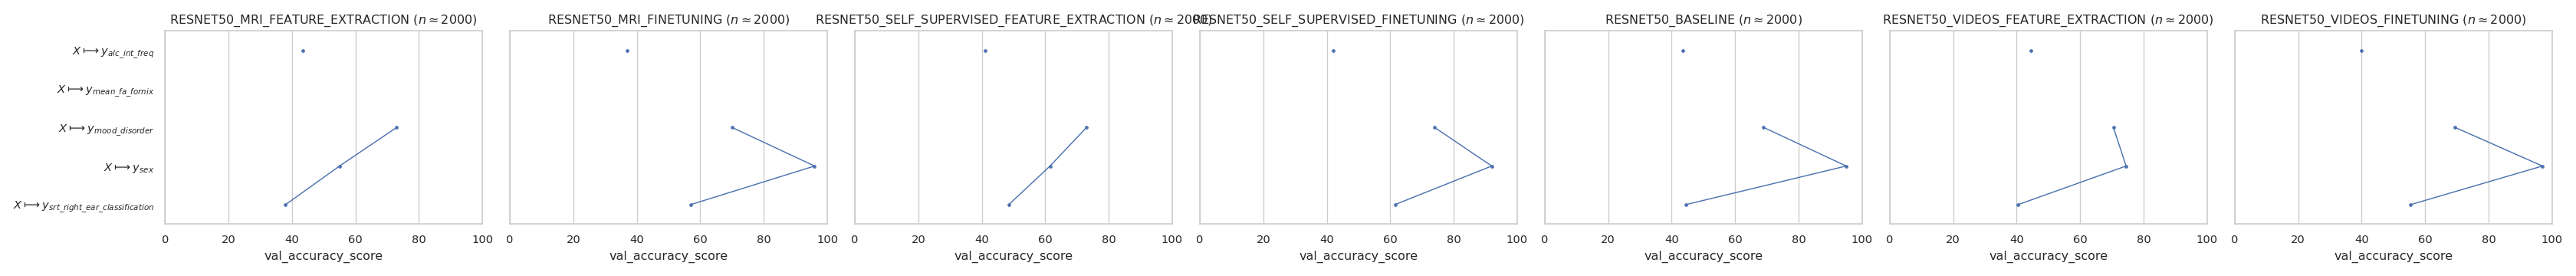 RESNET50_MRI_FEATURE_EXTRACTION (n ≈ 2000)
RESNET50_MRI_FINETUNING (n ≈ 2000)
RESNET50_SELF_SUPERVISED_FEATURE_EXTRACTION (n ≈ 2000)
RESNET50_SELF_SUPERVISED_FINETUNING (n ≈ 2000)
RESNET50_BASELINE (n ≈ 2000)
RESNET50_VIDEOS_FEATURE_EXTRACTION (n ≈ 2000)
RESNET50_VIDEOS_FINETUNING (n ≈ 2000)
X ↦ y_alc_int_freq
X ↦ y_mean_fa_fornix
X ↦ y_mood_disorder
X ↦ y_sex
X ↦ y_srt_right_ear_classification
0 20 40 60 80 100
0 20 40 60 80 100
0 20 40 60 80 100
0 20 40 60 80 100
0 20 40 60 80 100
0 20 40 60 80 100
0 20 40 60 80 100
val_accuracy_score
val_accuracy_score
val_accuracy_score
val_accuracy_score
val_accuracy_score
val_accuracy_score
val_accuracy_score